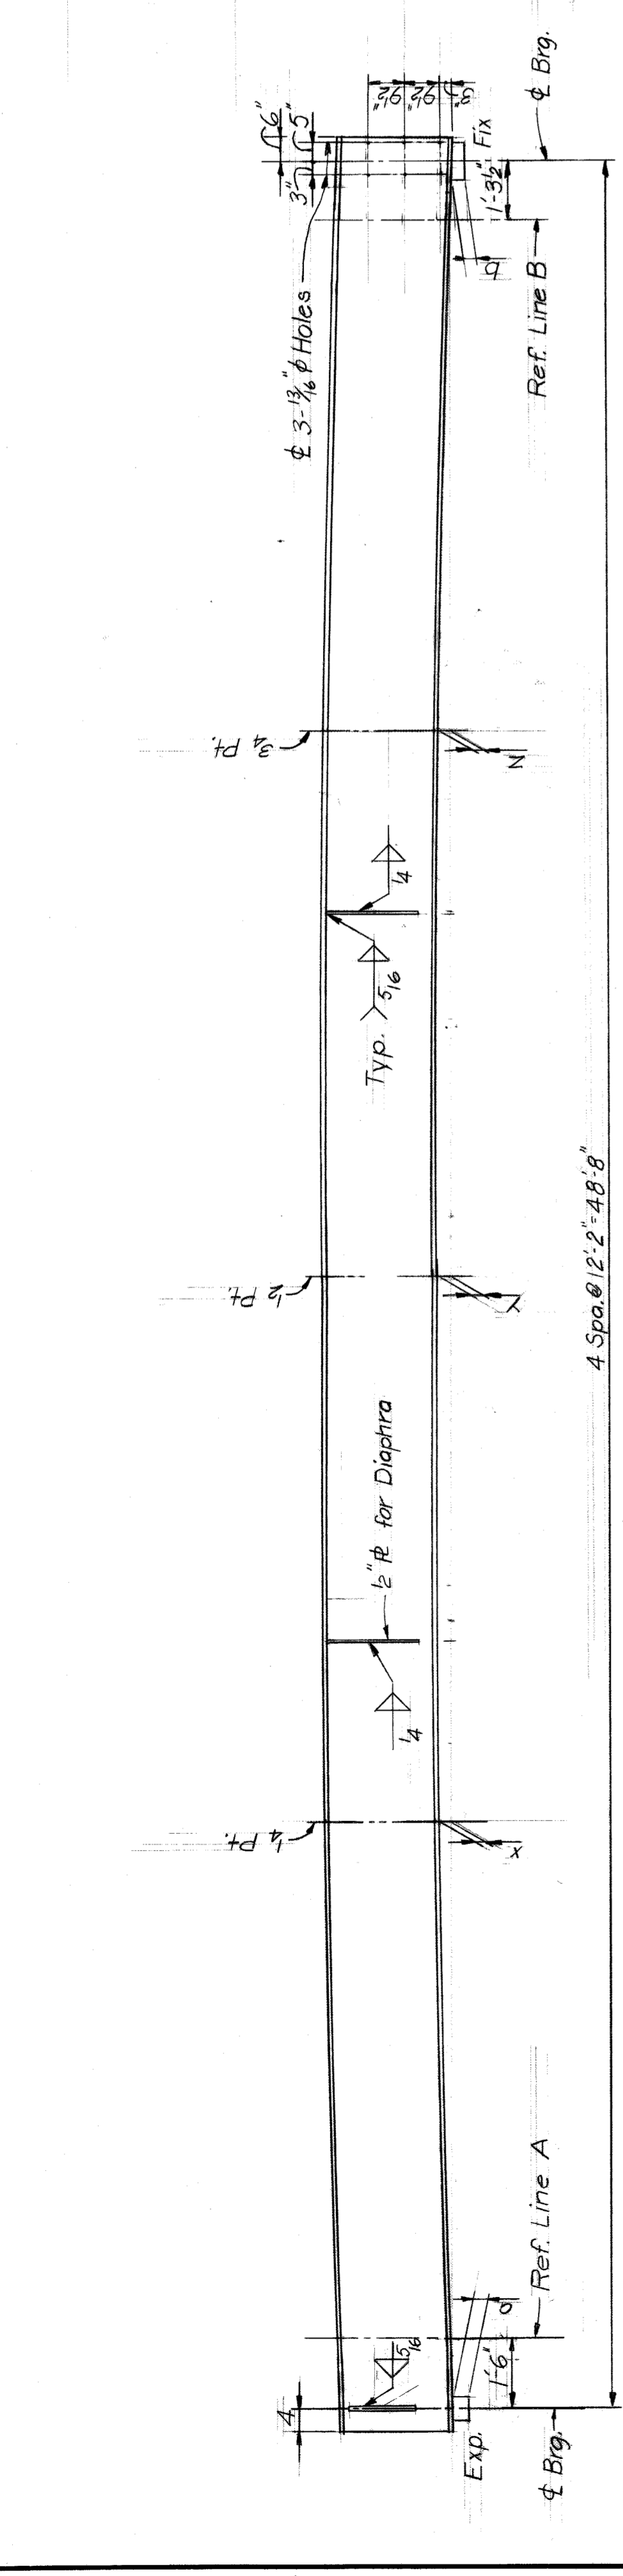 6"
5"
3"
9½"
9½"
3"
₵ Brg.
Fix
1'-3½"
b
Ref. Line B
₵ 3-13/16" ϕ Holes
¾ Pt.
Z
¼
5/16
Typ.
½ Pt.
Y
4 Spa. @ 12'-2" = 48'-8"
½" ⅊ for Diaphra
¼
¼ Pt.
X
Ref. Line A
a
5/16
1'-6"
4
Exp.
₵ Brg.